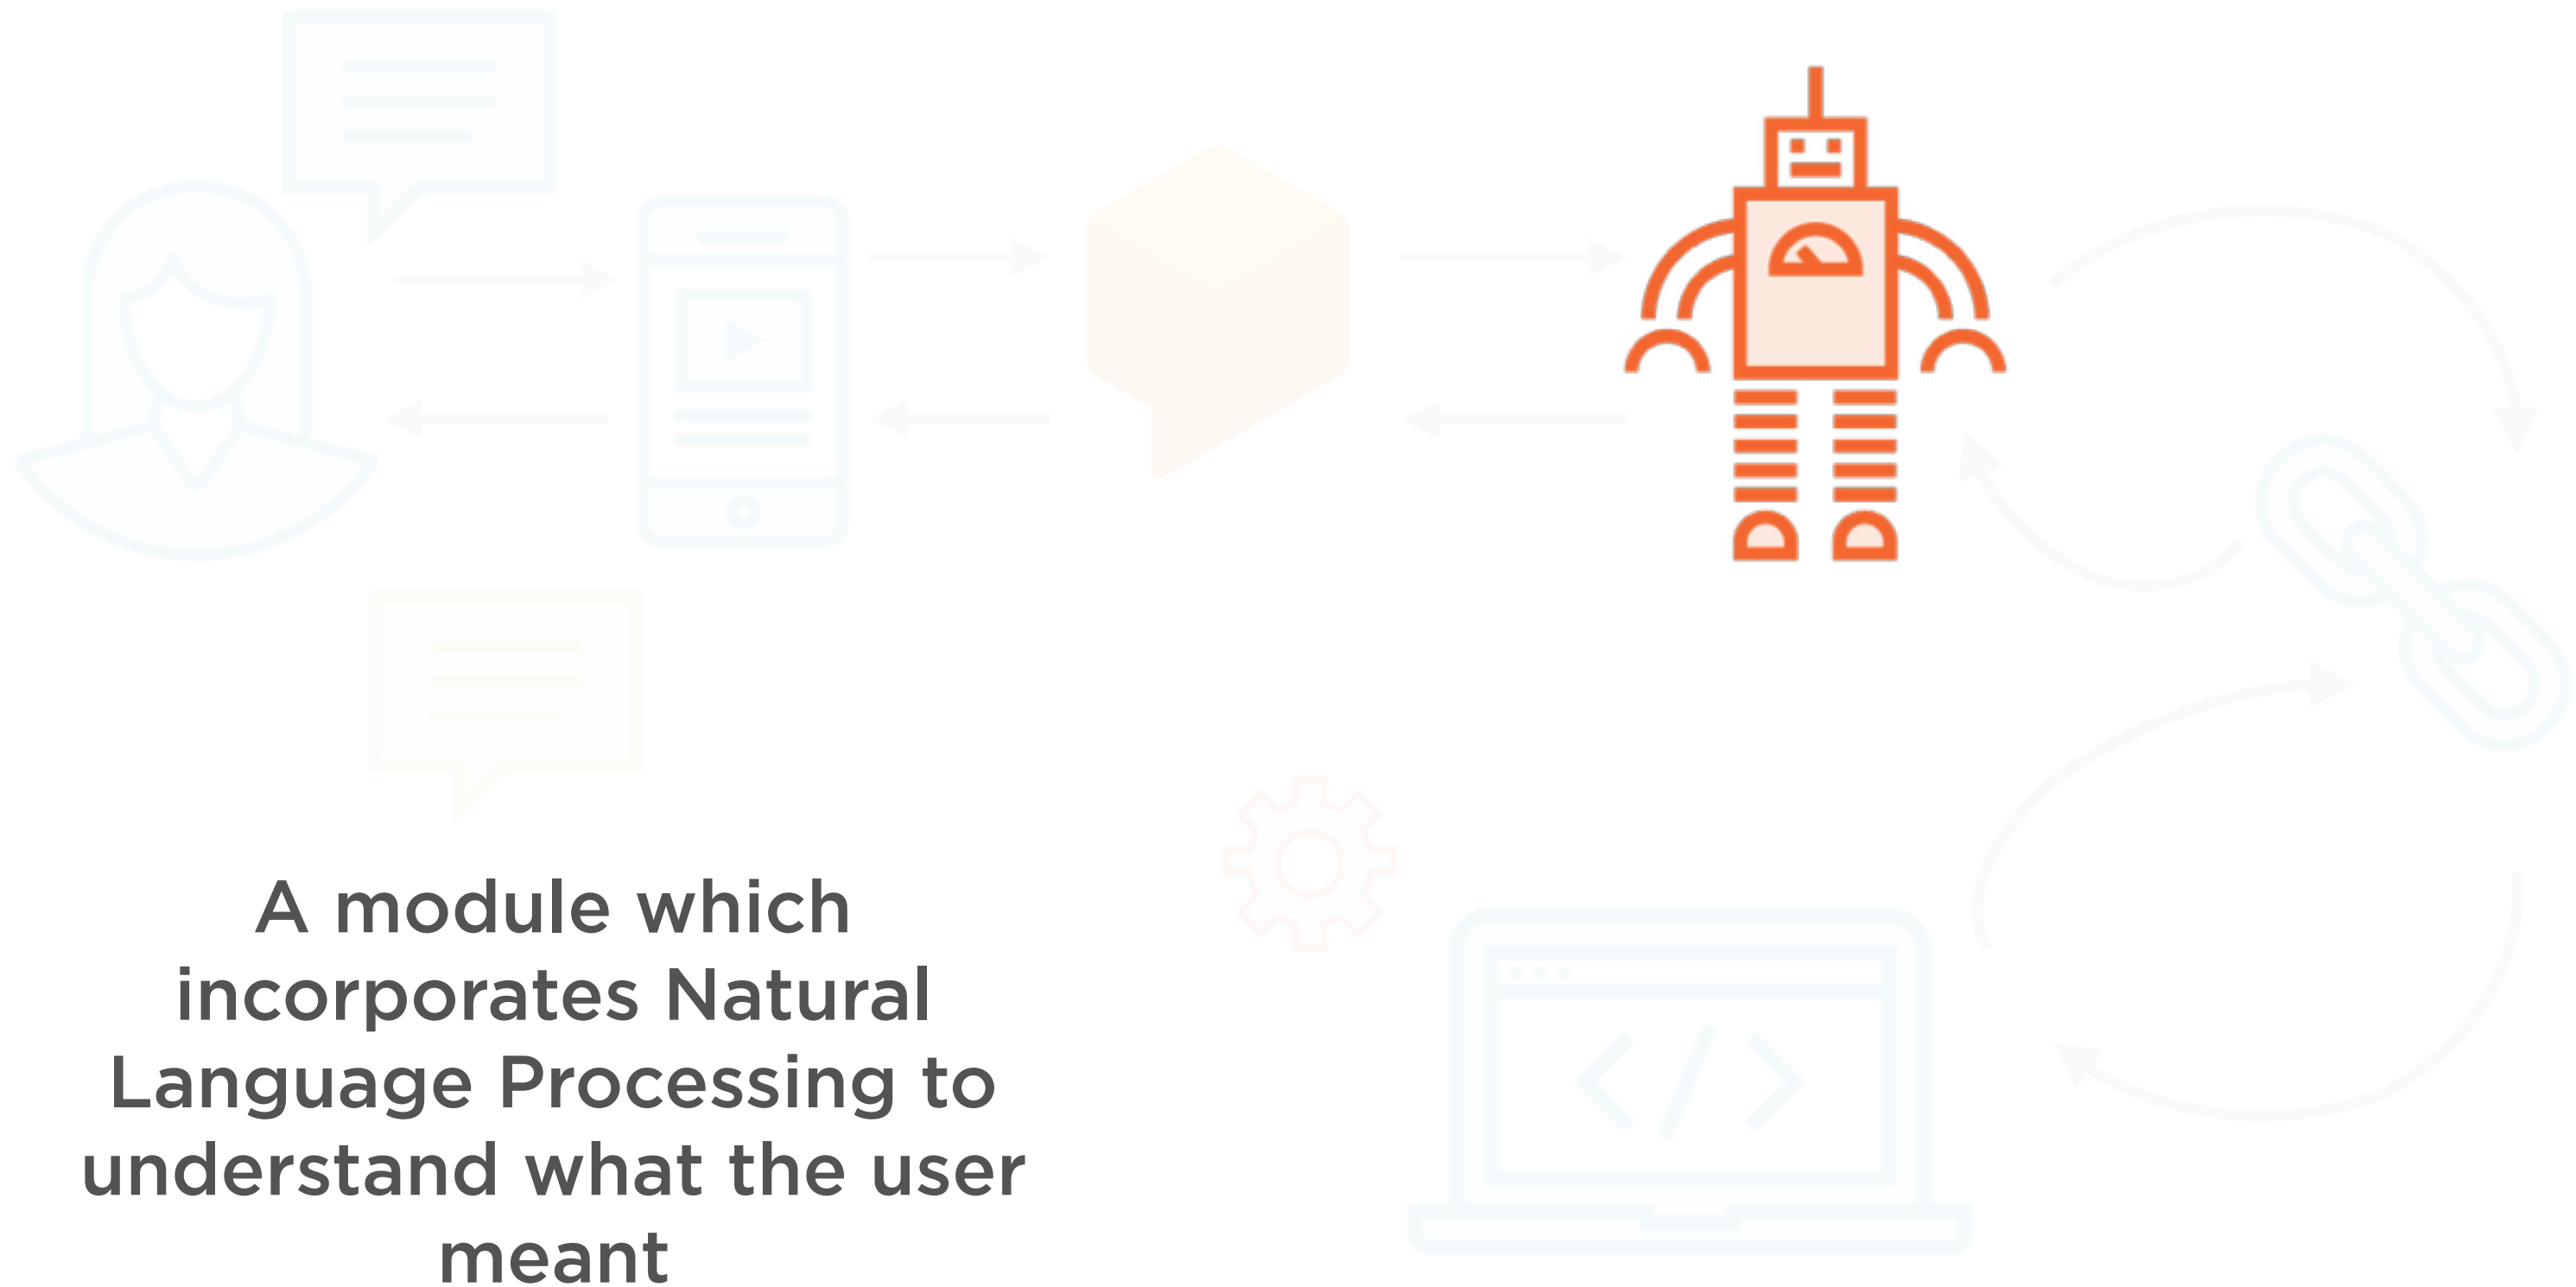 A module which
incorporates Natural
Language Processing to
understand what the user
meant